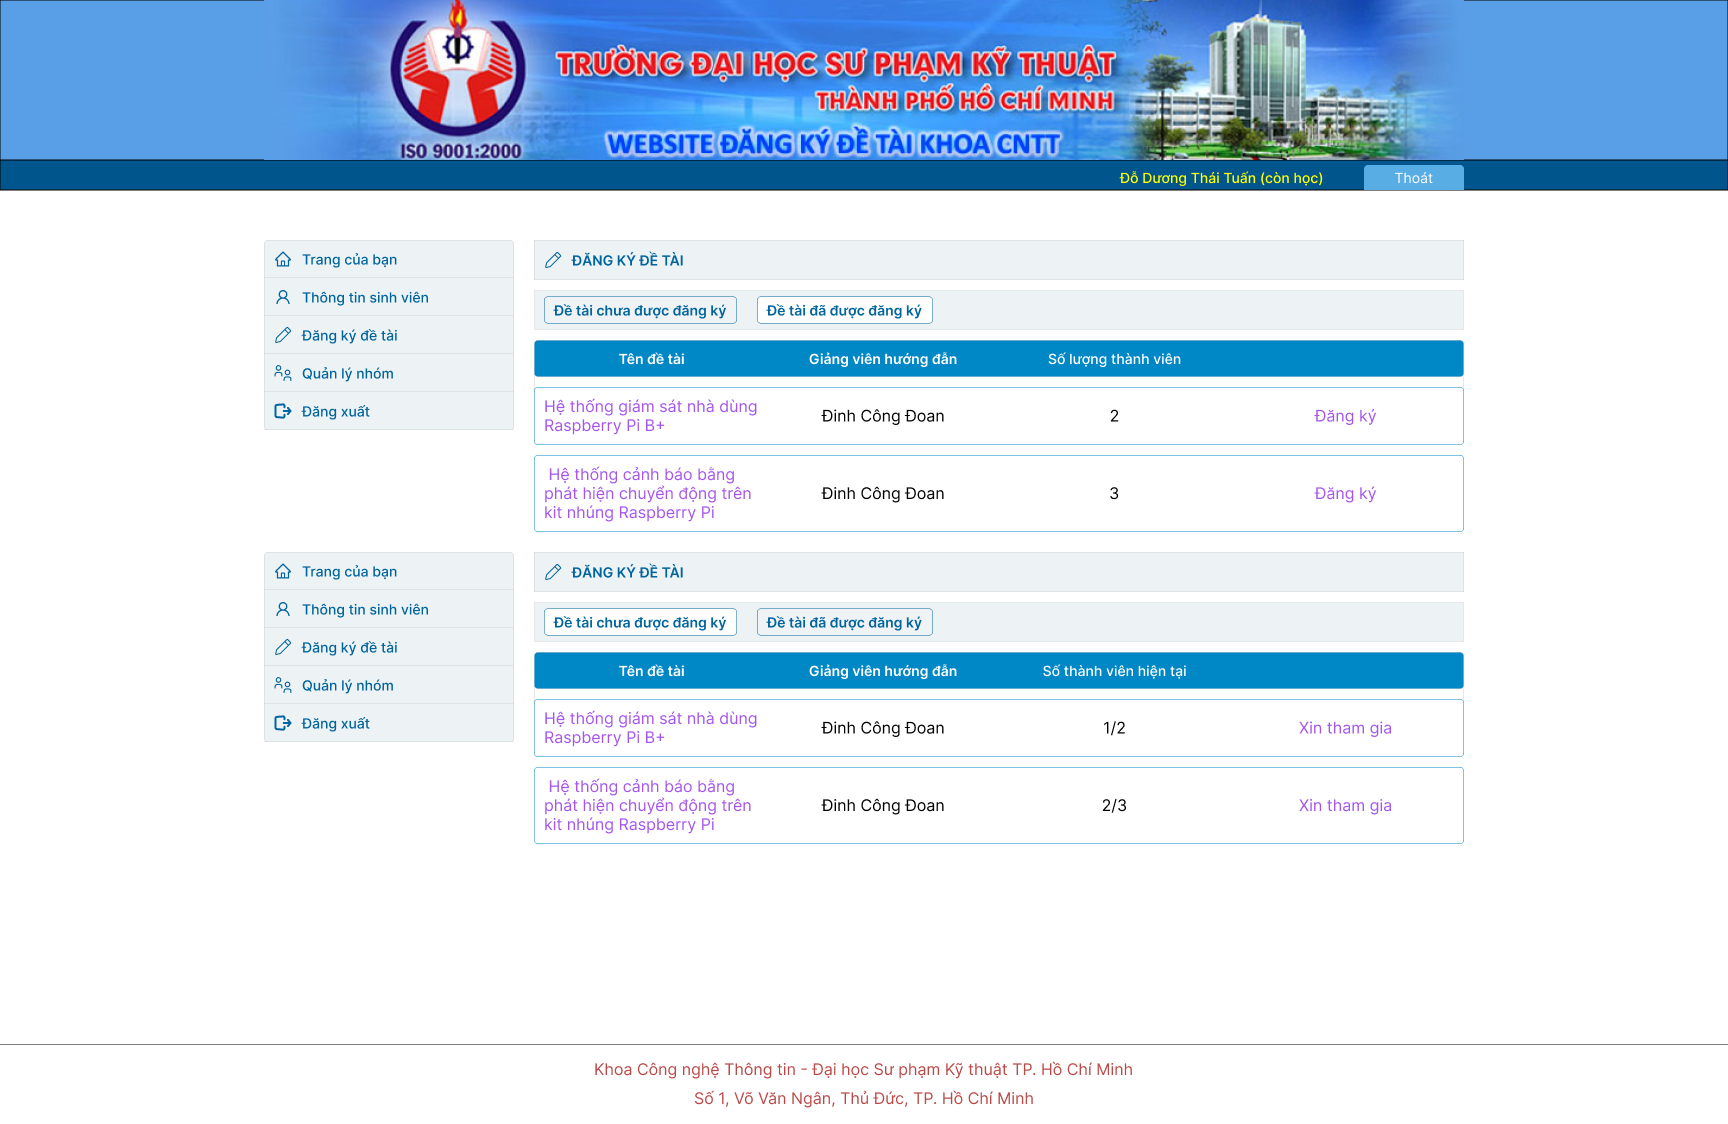 TRƯỜNG ĐẠI HỌC SƯ PHẠM KỸ THUẬT
THÀNH PHỐ HỒ CHÍ MINH
ISO 9001:2000
WEBSITE ĐĂNG KÝ ĐỀ TÀI KHOA CNTT
Đỗ Dương Thái Tuấn (còn học)
Thoát
Trang của bạn
Thông tin sinh viên
Đăng ký đề tài
Quản lý nhóm
Đăng xuất
ĐĂNG KÝ ĐỀ TÀI
Đề tài chưa được đăng ký
Đề tài đã được đăng ký
Tên đề tài
Giảng viên hướng đẫn
Số lượng thành viên
Hệ thống giám sát nhà dùng
Raspberry Pi B+
Đinh Công Đoan
2
Đăng ký
Hệ thống cảnh báo bằng
phát hiện chuyển động trên
kit nhúng Raspberry Pi
Đinh Công Đoan
3
Đăng ký
Trang của bạn
Thông tin sinh viên
Đăng ký đề tài
Quản lý nhóm
Đăng xuất
ĐĂNG KÝ ĐỀ TÀI
Đề tài chưa được đăng ký
Đề tài đã được đăng ký
Tên đề tài
Giảng viên hướng đẫn
Số thành viên hiện tại
Hệ thống giám sát nhà dùng
Raspberry Pi B+
Đinh Công Đoan
1/2
Xin tham gia
Hệ thống cảnh báo bằng
phát hiện chuyển động trên
kit nhúng Raspberry Pi
Đinh Công Đoan
2/3
Xin tham gia
Khoa Công nghệ Thông tin - Đại học Sư phạm Kỹ thuật TP. Hồ Chí Minh
Số 1, Võ Văn Ngân, Thủ Đức, TP. Hồ Chí Minh